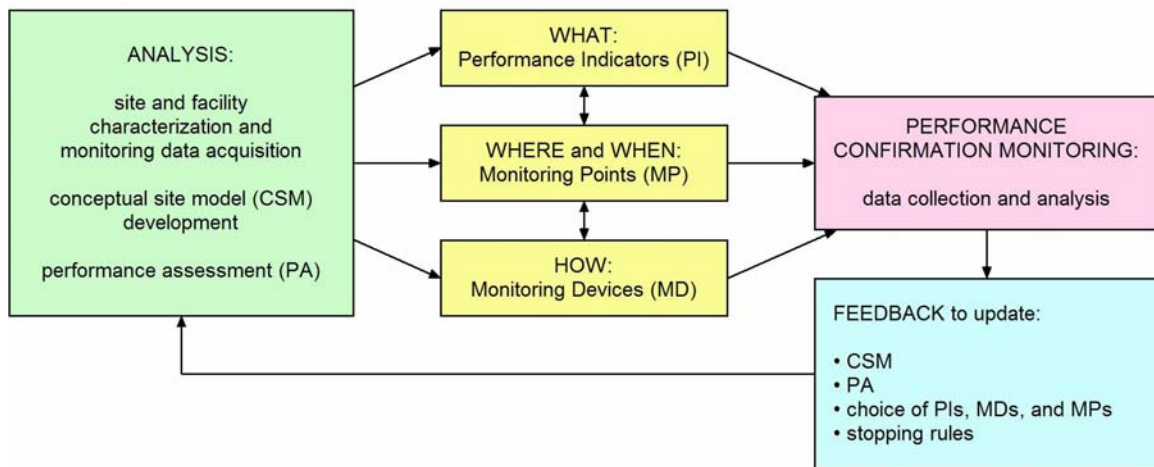 ANALYSIS:
site and facility
characterization and
monitoring data acquisition
conceptual site model (CSM)
development
performance assessment (PA)
WHAT:
Performance Indicators (PI)
WHERE and WHEN:
Monitoring Points (MP)
HOW:
Monitoring Devices (MD)
PERFORMANCE
CONFIRMATION MONITORING:
data collection and analysis
FEEDBACK to update:
• CSM
• PA
• choice of PIs, MDs, and MPs
• stopping rules